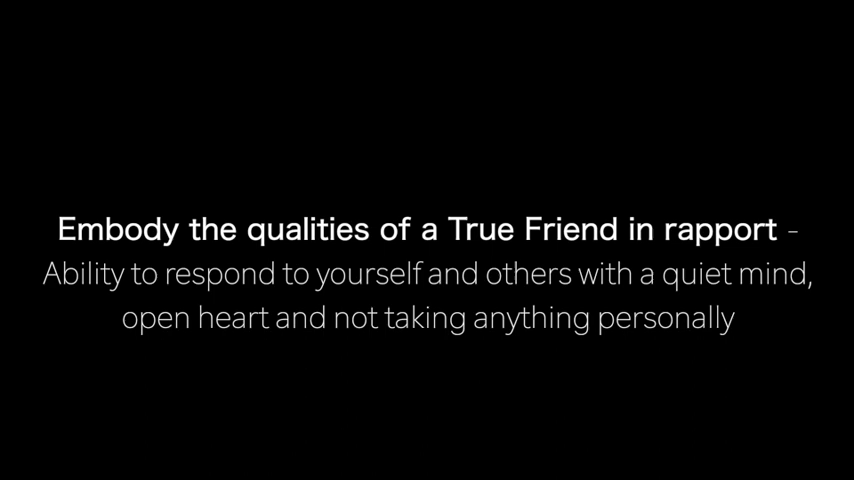 Embody the qualities of a True Friend in rapport –
Ability to respond to yourself and others with a quiet mind,
open heart and not taking anything personally